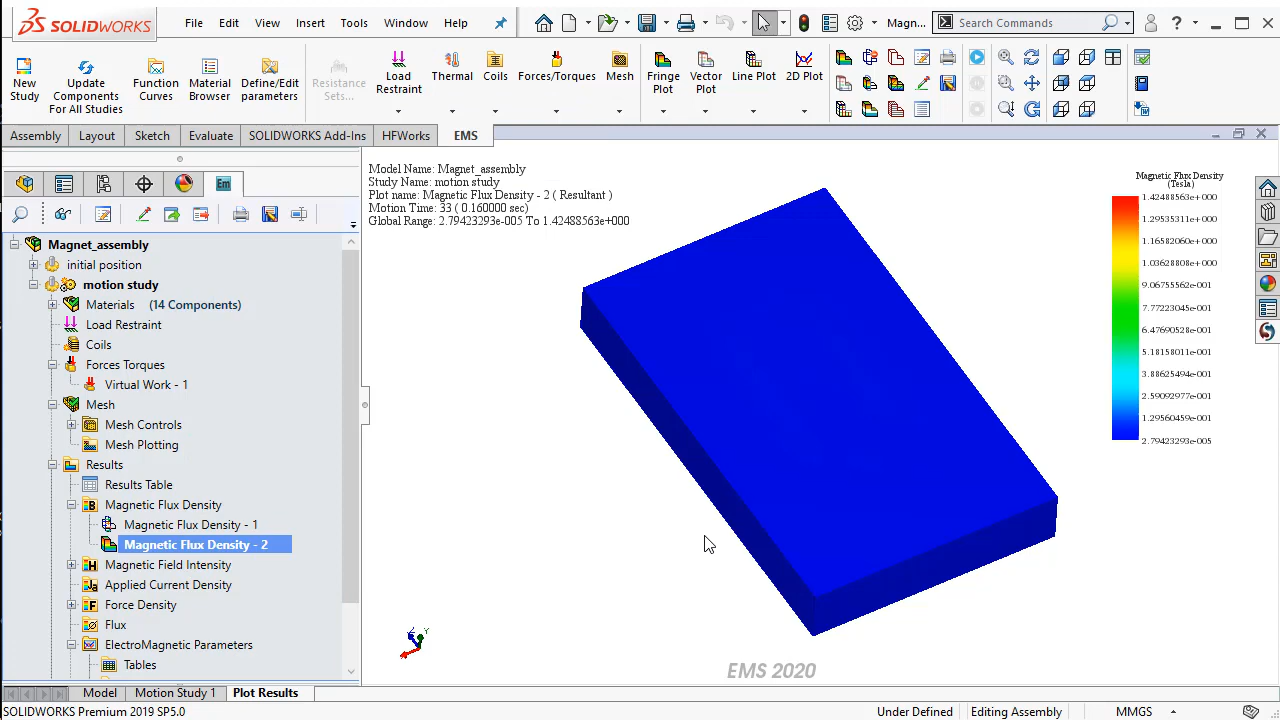 SOLIDWORKS
File Edit View Insert Tools Window Help
Magn...
Search Commands
New Study
Update Components For All Studies
Function Curves
Material Browser
Define/Edit parameters
Resistance Sets...
Load Restraint
Thermal
Coils
Forces/Torques
Mesh
Fringe Plot
Vector Plot
Line Plot
2D Plot
Assembly Layout Sketch Evaluate SOLIDWORKS Add-Ins HFWorks EMS
Em
Magnet_assembly
initial position
motion study
Materials (14 Components)
Load Restraint
Coils
Forces Torques
Virtual Work - 1
Mesh
Mesh Controls
Mesh Plotting
Results
Results Table
Magnetic Flux Density
Magnetic Flux Density - 1
Magnetic Flux Density - 2
Magnetic Field Intensity
Applied Current Density
Force Density
Flux
ElectroMagnetic Parameters
Tables
Model Name: Magnet_assembly
Study Name: motion study
Plot name: Magnetic Flux Density - 2 ( Resultant )
Motion Time: 33 ( 0.160000 sec)
Global Range: 2.79423293e-005 To 1.42488563e+000
Magnetic Flux Density
(Tesla)
1.42488563e+000
1.29535311e+000
1.16582060e+000
1.03628808e+000
9.06755562e-001
7.77223045e-001
6.47690528e-001
5.18158011e-001
3.88625494e-001
2.59092977e-001
1.29560459e-001
2.79423293e-005
EMS 2020
Model Motion Study 1 Plot Results
SOLIDWORKS Premium 2019 SP5.0
Under Defined Editing Assembly MMGS